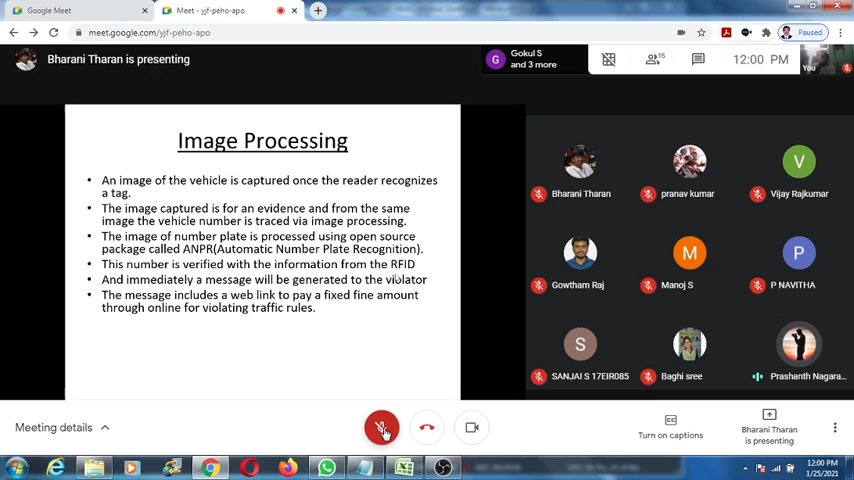 Google Meet
Meet - yjf-peho-apo
meet.google.com/yjf-peho-apo
Paused
Bharani Tharan is presenting
G
Gokul S
and 3 more
15
12:00 PM
You
Image Processing
• An image of the vehicle is captured once the reader recognizes
a tag.
• The image captured is for an evidence and from the same
image the vehicle number is traced via image processing.
• The image of number plate is processed using open source
package called ANPR(Automatic Number Plate Recognition).
• This number is verified with the information from the RFID
• And immediately a message will be generated to the violator
• The message includes a web link to pay a fixed fine amount
through online for violating traffic rules.
Bharani Tharan
pranav kumar
V
Vijay Rajkumar
Gowtham Raj
M
Manoj S
P
P NAVITHA
S
SANJAI S 17EIR085
Baghi sree
Prashanth Nagara...
Meeting details
Turn on captions
Bharani Tharan
is presenting
12:00 PM
1/25/2021